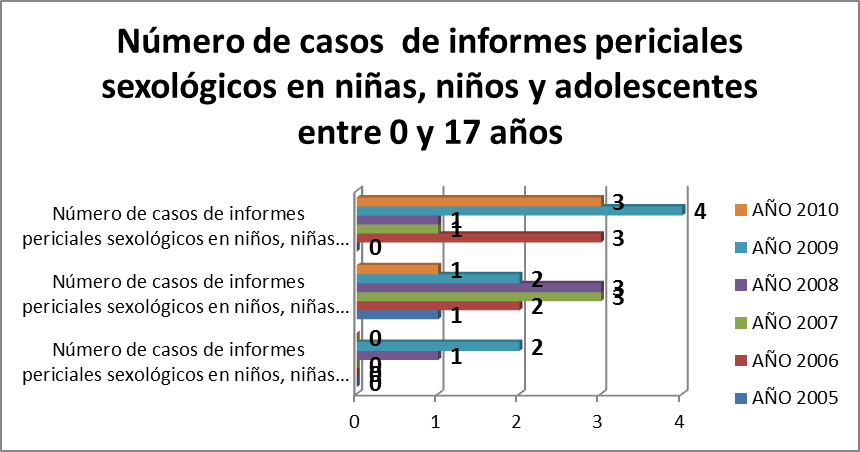 Número de casos  de informes periciales
sexológicos en niñas, niños y adolescentes
entre 0 y 17 años
Número de casos de informes
periciales sexológicos en niños, niñas...
3
4
1
1
3
0
Número de casos de informes
periciales sexológicos en niños, niñas...
1
2
3
3
2
1
Número de casos de informes
periciales sexológicos en niños, niñas...
0
2
1
0
0
0
0 1 2 3 4
AÑO 2010
AÑO 2009
AÑO 2008
AÑO 2007
AÑO 2006
AÑO 2005